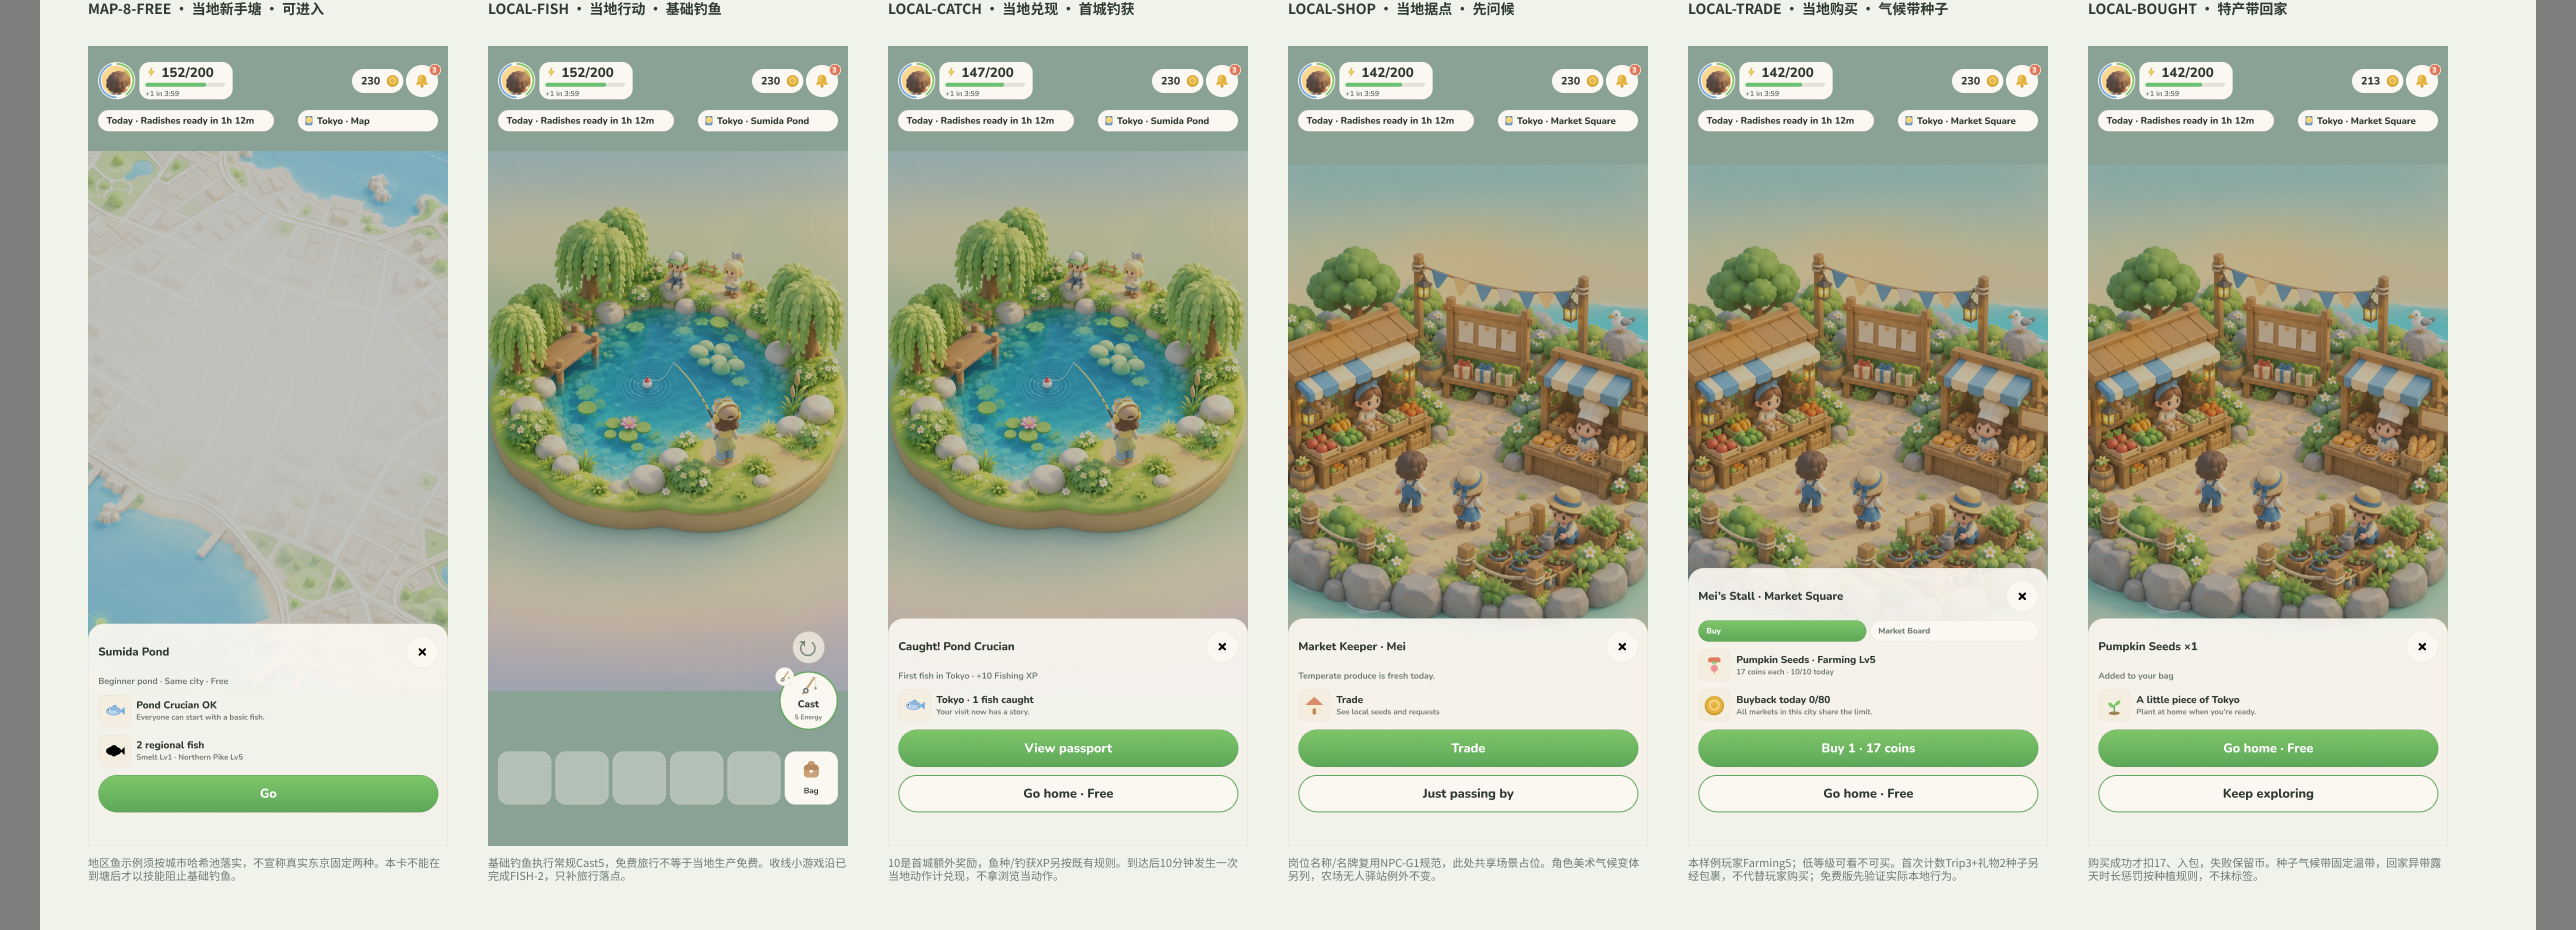 MAP-8-FREE • 当地新手塘 • 可进入
152/200
+1 in 3:59
230
3
Today · Radishes ready in 1h 12m
Tokyo · Map
Sumida Pond
Beginner pond · Same city · Free
Pond Crucian OK
Everyone can start with a basic fish.
2 regional fish
Smelt Lv1 · Northern Pike Lv5
Go
地区鱼示例须按城市哈希池落实，不宣称真实东京固定两种。本卡不能在
到塘后才以技能阻止基础钓鱼。
LOCAL-FISH • 当地行动 • 基础钓鱼
152/200
+1 in 3:59
230
3
Today · Radishes ready in 1h 12m
Tokyo · Sumida Pond
Cast
5 Energy
Bag
基础钓鱼执行常规Cast5，免费旅行不等于当地生产免费。收线小游戏沿已
完成FISH-2，只补旅行落点。
LOCAL-CATCH • 当地兑现 • 首城钓获
147/200
+1 in 3:59
230
3
Today · Radishes ready in 1h 12m
Tokyo · Sumida Pond
Caught! Pond Crucian
First fish in Tokyo · +10 Fishing XP
Tokyo · 1 fish caught
Your visit now has a story.
View passport
Go home · Free
10是首城额外奖励，鱼种/钓获XP另按既有规则。到达后10分钟发生一次
当地动作计兑现，不拿浏览当动作。
LOCAL-SHOP • 当地据点 • 先问候
142/200
+1 in 3:59
230
3
Today · Radishes ready in 1h 12m
Tokyo · Market Square
Market Keeper · Mei
Temperate produce is fresh today.
Trade
See local seeds and requests
Trade
Just passing by
岗位名称/名牌复用NPC-G1规范，此处共享场景占位。角色美术气候变体
另列，农场无人驿站例外不变。
LOCAL-TRADE • 当地购买 • 气候带种子
142/200
+1 in 3:59
230
3
Today · Radishes ready in 1h 12m
Tokyo · Market Square
Mei's Stall · Market Square
Buy
Market Board
Pumpkin Seeds · Farming Lv5
17 coins each · 10/10 today
Buyback today 0/80
All markets in this city share the limit.
Buy 1 · 17 coins
Go home · Free
本样例玩家Farming5；低等级可看不可买。首次计数Trip3+礼物2种子另
经包裹，不代替玩家购买；免费版先验证实际本地行为。
LOCAL-BOUGHT • 特产带回家
142/200
+1 in 3:59
213
3
Today · Radishes ready in 1h 12m
Tokyo · Market Square
Pumpkin Seeds ×1
Added to your bag
A little piece of Tokyo
Plant at home when you're ready.
Go home · Free
Keep exploring
购买成功才扣17、入包，失败保留币。种子气候带固定温带，回家异带露
天时长惩罚按种植规则，不抹标签。